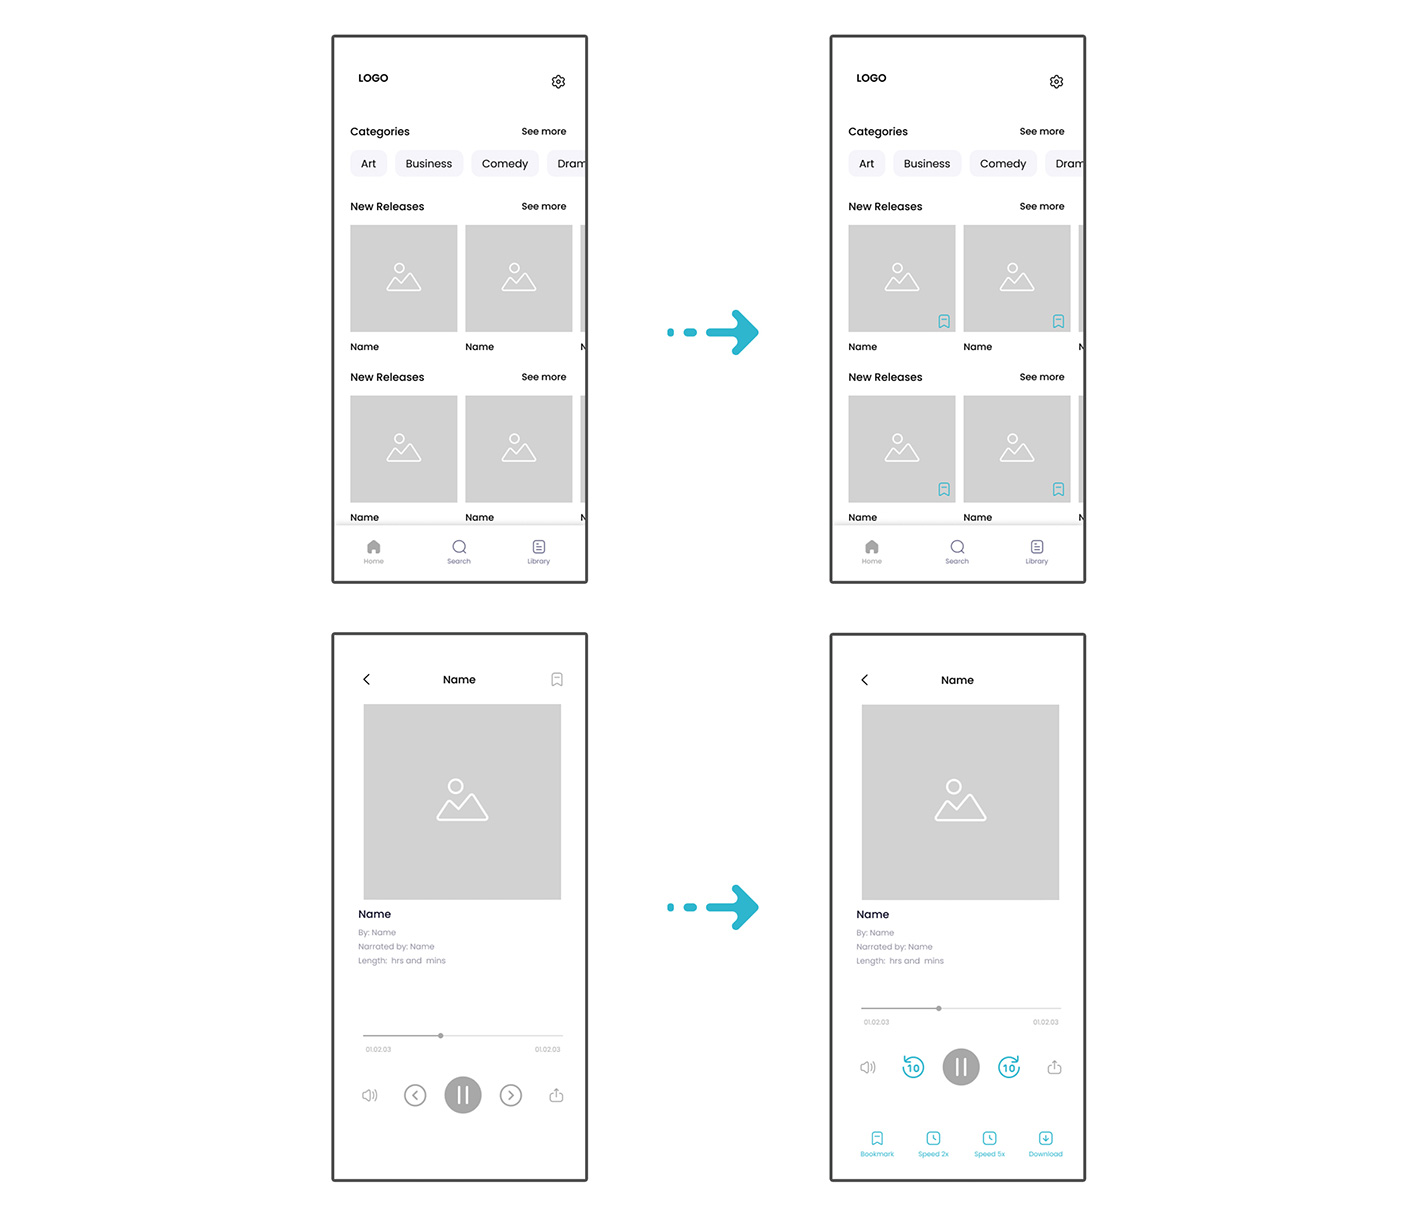 LOGO
Categories See more
Art Business Comedy Dram
New Releases See more
Name Name N
New Releases See more
Name Name N
Home Search Library
LOGO
Categories See more
Art Business Comedy Dram
New Releases See more
Name Name N
New Releases See more
Name Name N
Home Search Library
Name
Name
By: Name
Narrated by: Name
Length: hrs and mins
01.02.03 01.02.03
Name
Name
By: Name
Narrated by: Name
Length: hrs and mins
01.02.03 01.02.03
10 10
Bookmark Speed 2x Speed 5x Download